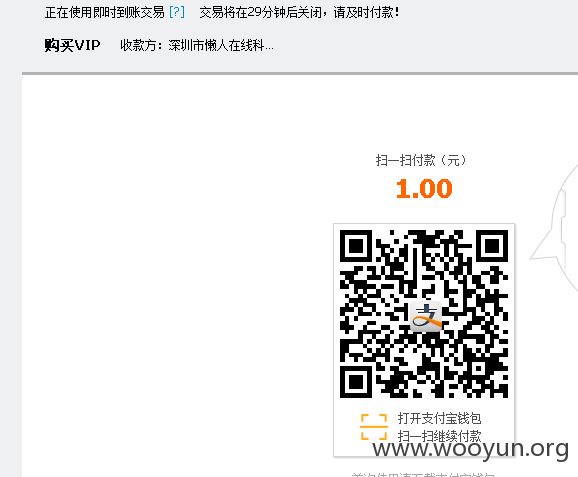 正在使用即时到账交易 [?] 交易将在29分钟后关闭，请及时付款！
购买VIP 收款方：深圳市懒人在线科...
扫一扫付款（元）
1.00
支
打开支付宝钱包
扫一扫继续付款
www.wooyun.org